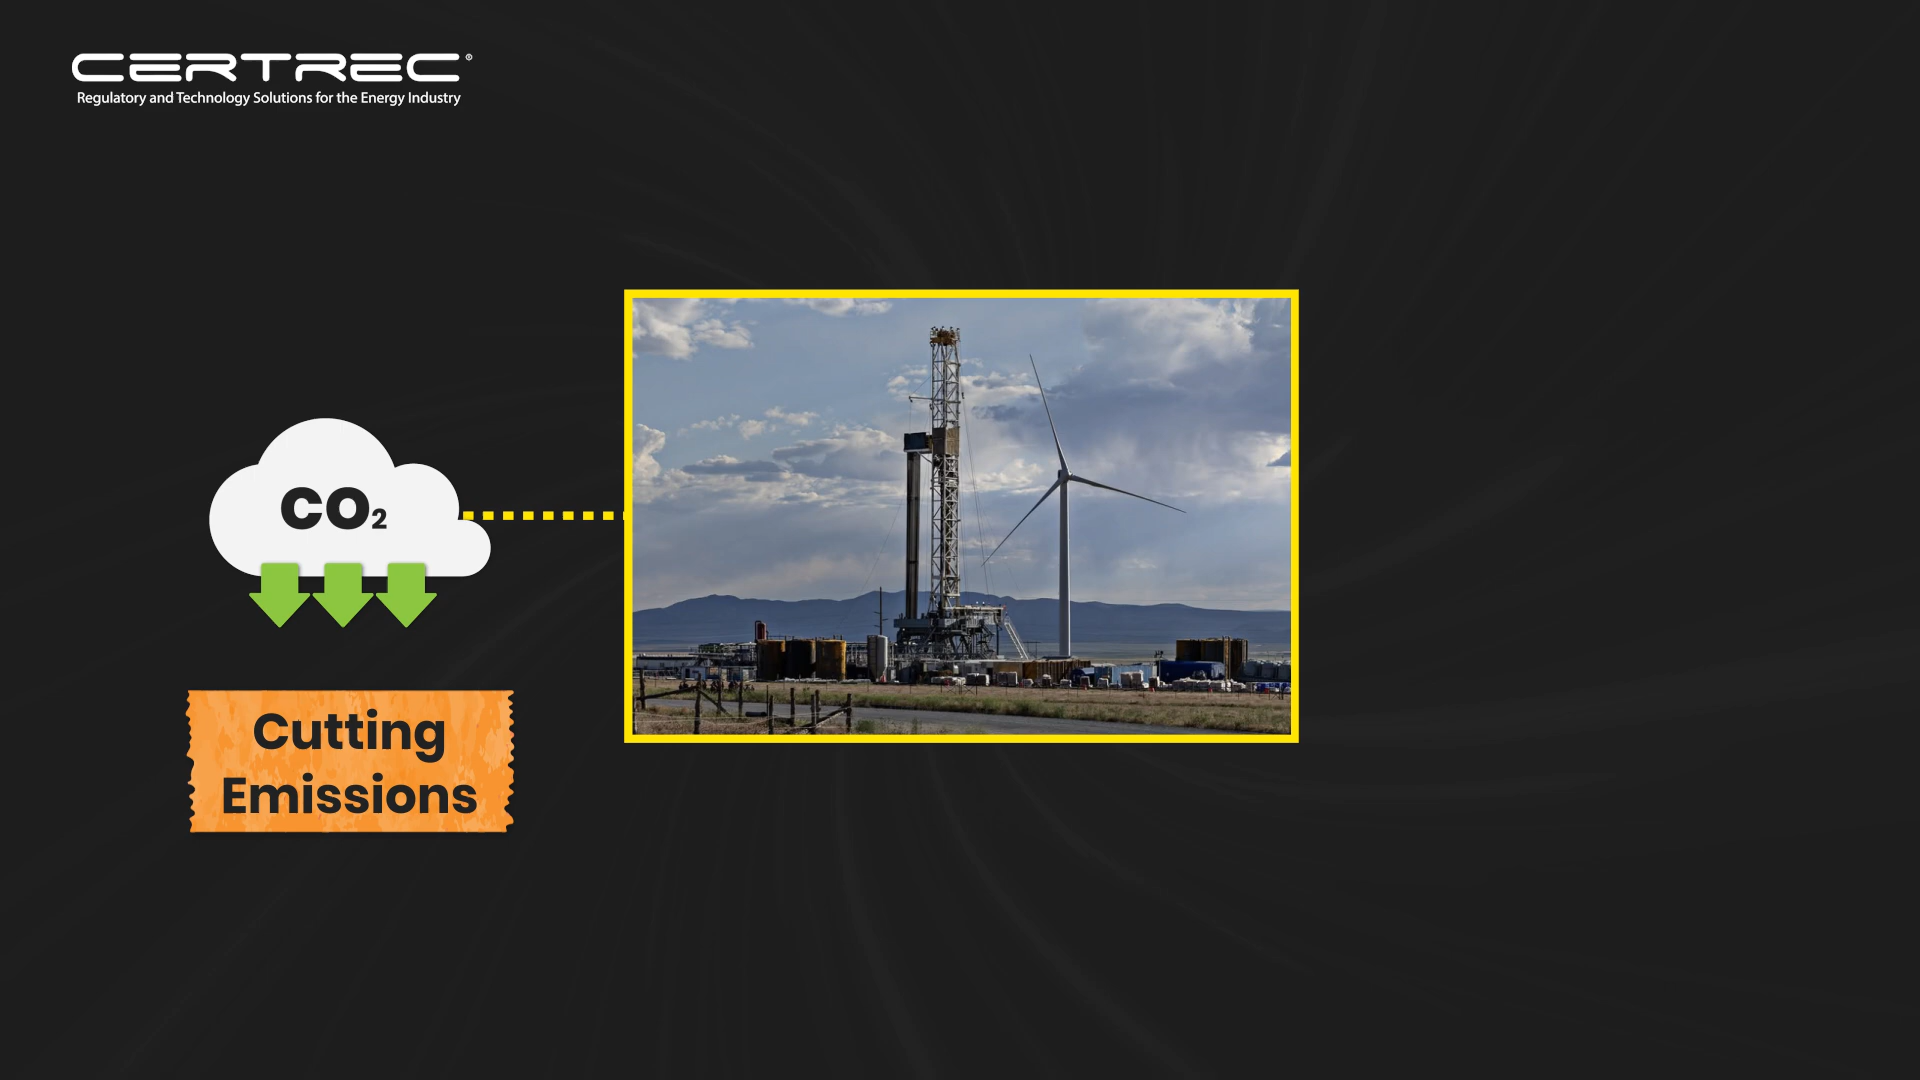 CERTREC®
Regulatory and Technology Solutions for the Energy Industry
CO₂
Cutting
Emissions